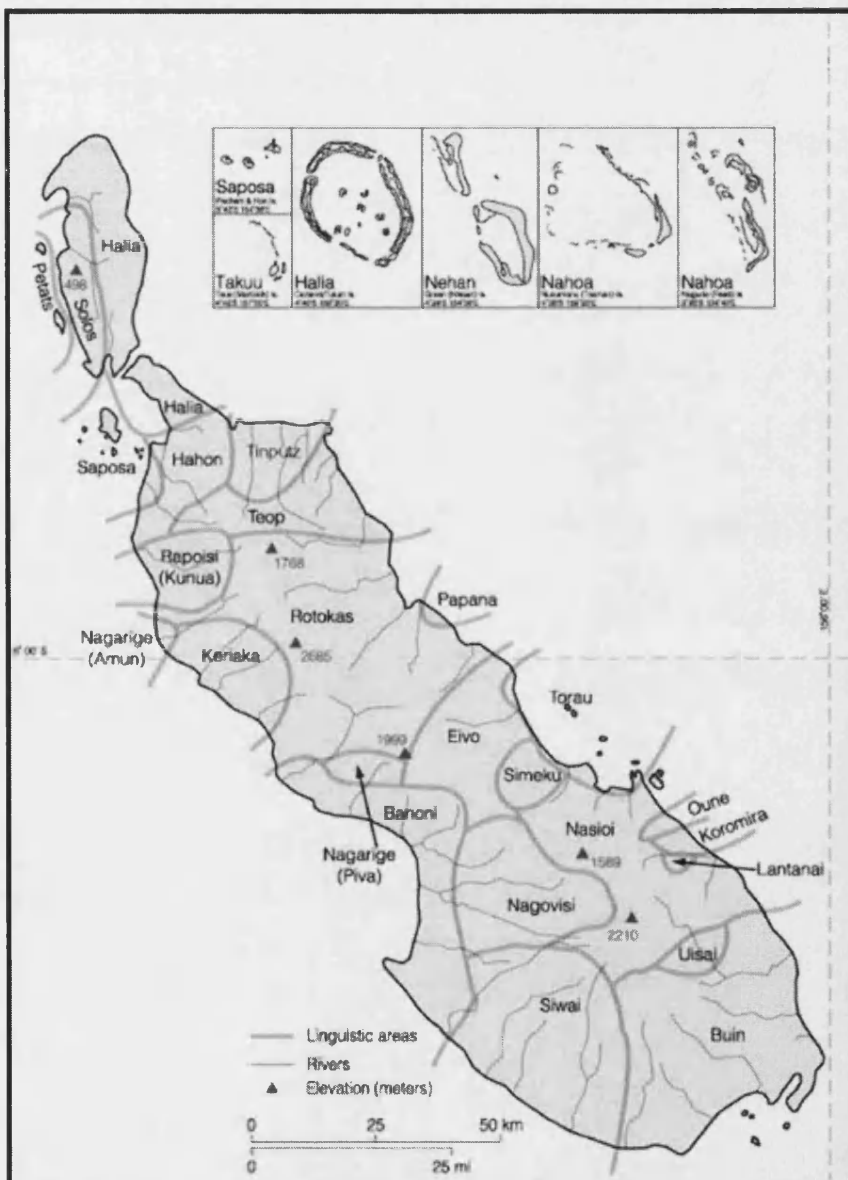 Saposa
Takuu
Halia
Nehan
Nahoa
Nahoa
Halia
Petats
498
Solos
Halia
Saposa
Hahon
Tinputz
Teop
Rapoisi
(Kunua)
1768
Papana
Rotokas
Nagarige
(Amun)
Keriaka
2685
Torau
1999
Eivo
Simeku
Banoni
Oune
Koromira
Nasioi
Nagarige
(Piva)
1589
Lantanai
Nagovisi
2210
Uisai
Siwai
Buin
Linguistic areas
Rivers
Elevation (meters)
0 25 50 km
0 25 mi